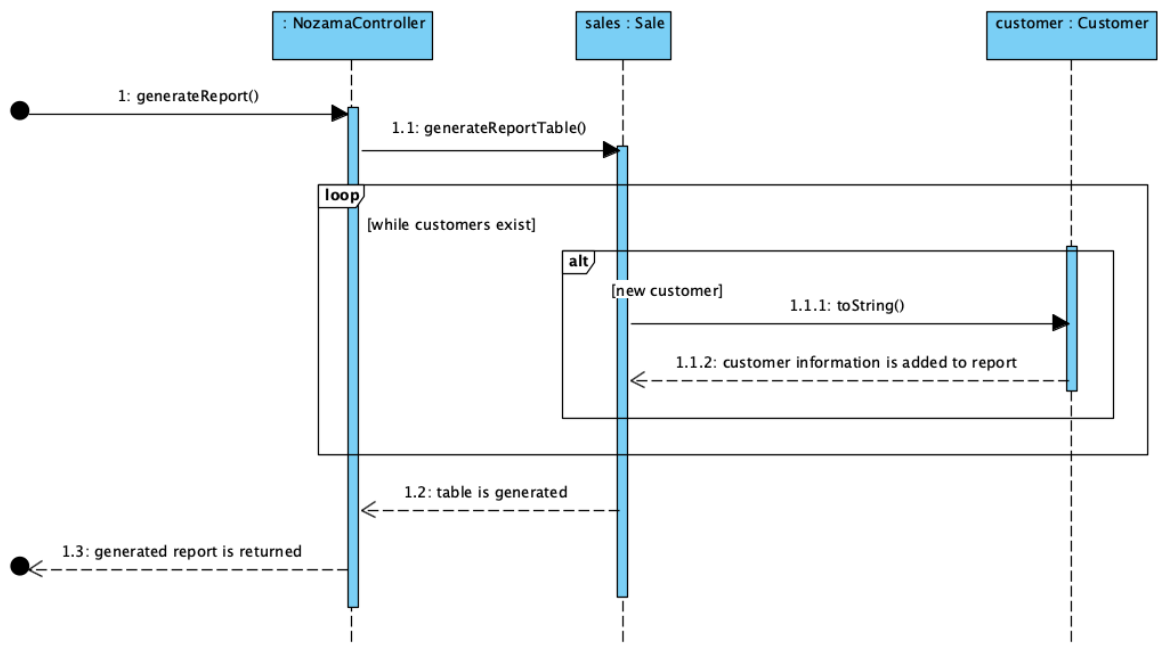 : NozamaController
sales : Sale
customer : Customer
1: generateReport()
1.1: generateReportTable()
loop
[while customers exist]
alt
[new customer]
1.1.1: toString()
1.1.2: customer information is added to report
1.2: table is generated
1.3: generated report is returned